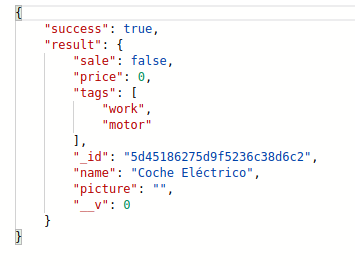 {
"success": true,
"result": {
"sale": false,
"price": 0,
"tags": [
"work",
"motor"
],
"_id": "5d45186275d9f5236c38d6c2",
"name": "Coche Eléctrico",
"picture": "",
"__v": 0
}
}